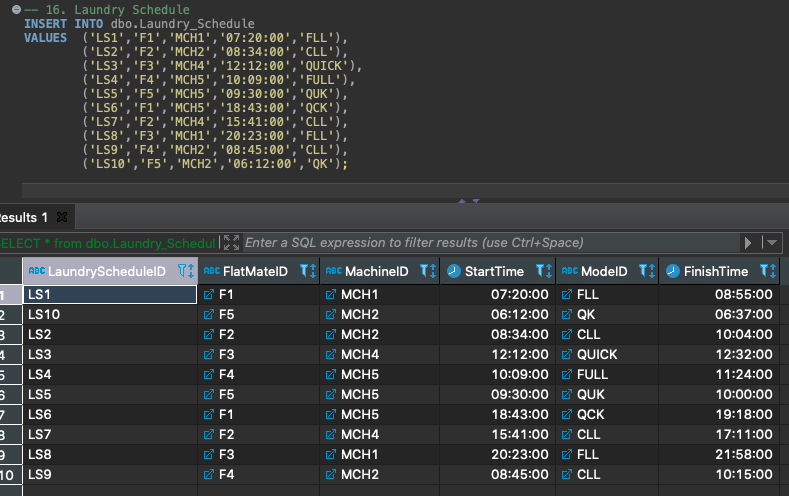 -- 16. Laundry Schedule
INSERT INTO dbo.Laundry_Schedule
VALUES ('LS1','F1','MCH1','07:20:00','FLL'),
('LS2','F2','MCH2','08:34:00','CLL'),
('LS3','F3','MCH4','12:12:00','QUICK'),
('LS4','F4','MCH5','10:09:00','FULL'),
('LS5','F5','MCH5','09:30:00','QUK'),
('LS6','F1','MCH5','18:43:00','QCK'),
('LS7','F2','MCH4','15:41:00','CLL'),
('LS8','F3','MCH1','20:23:00','FLL'),
('LS9','F4','MCH2','08:45:00','CLL'),
('LS10','F5','MCH2','06:12:00','QK');
esults 1
ELECT * from dbo.Laundry_Schedul Enter a SQL expression to filter results (use Ctrl+Space)
ABC LaundryScheduleID ABC FlatMateID ABC MachineID StartTime ABC ModeID FinishTime
1 LS1 F1 MCH1 07:20:00 FLL 08:55:00
2 LS10 F5 MCH2 06:12:00 QK 06:37:00
3 LS2 F2 MCH2 08:34:00 CLL 10:04:00
4 LS3 F3 MCH4 12:12:00 QUICK 12:32:00
5 LS4 F4 MCH5 10:09:00 FULL 11:24:00
6 LS5 F5 MCH5 09:30:00 QUK 10:00:00
7 LS6 F1 MCH5 18:43:00 QCK 19:18:00
8 LS7 F2 MCH4 15:41:00 CLL 17:11:00
9 LS8 F3 MCH1 20:23:00 FLL 21:58:00
10 LS9 F4 MCH2 08:45:00 CLL 10:15:00